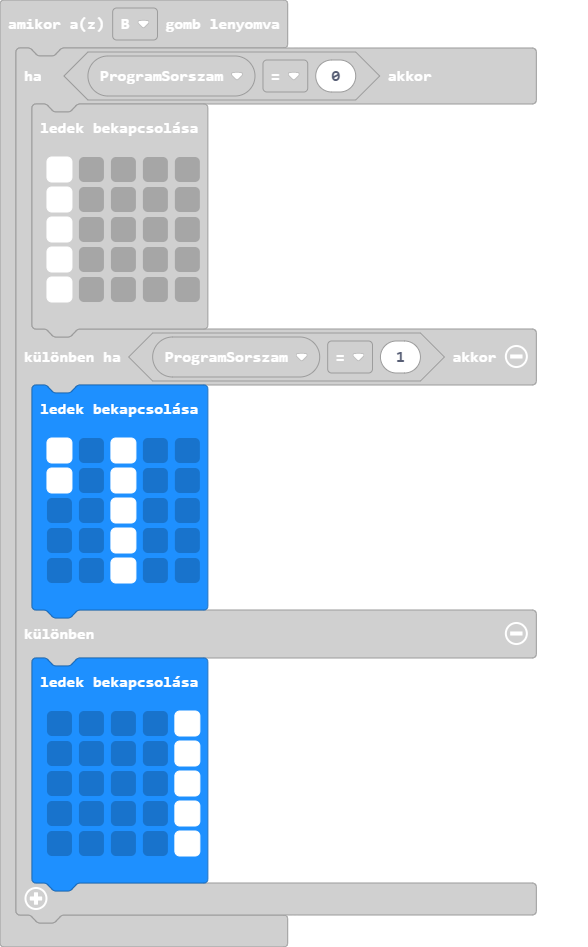 amikor a(z) B gomb lenyomva
ha ProgramSorszam = 0 akkor
ledek bekapcsolása
különben ha ProgramSorszam = 1 akkor
ledek bekapcsolása
különben
ledek bekapcsolása